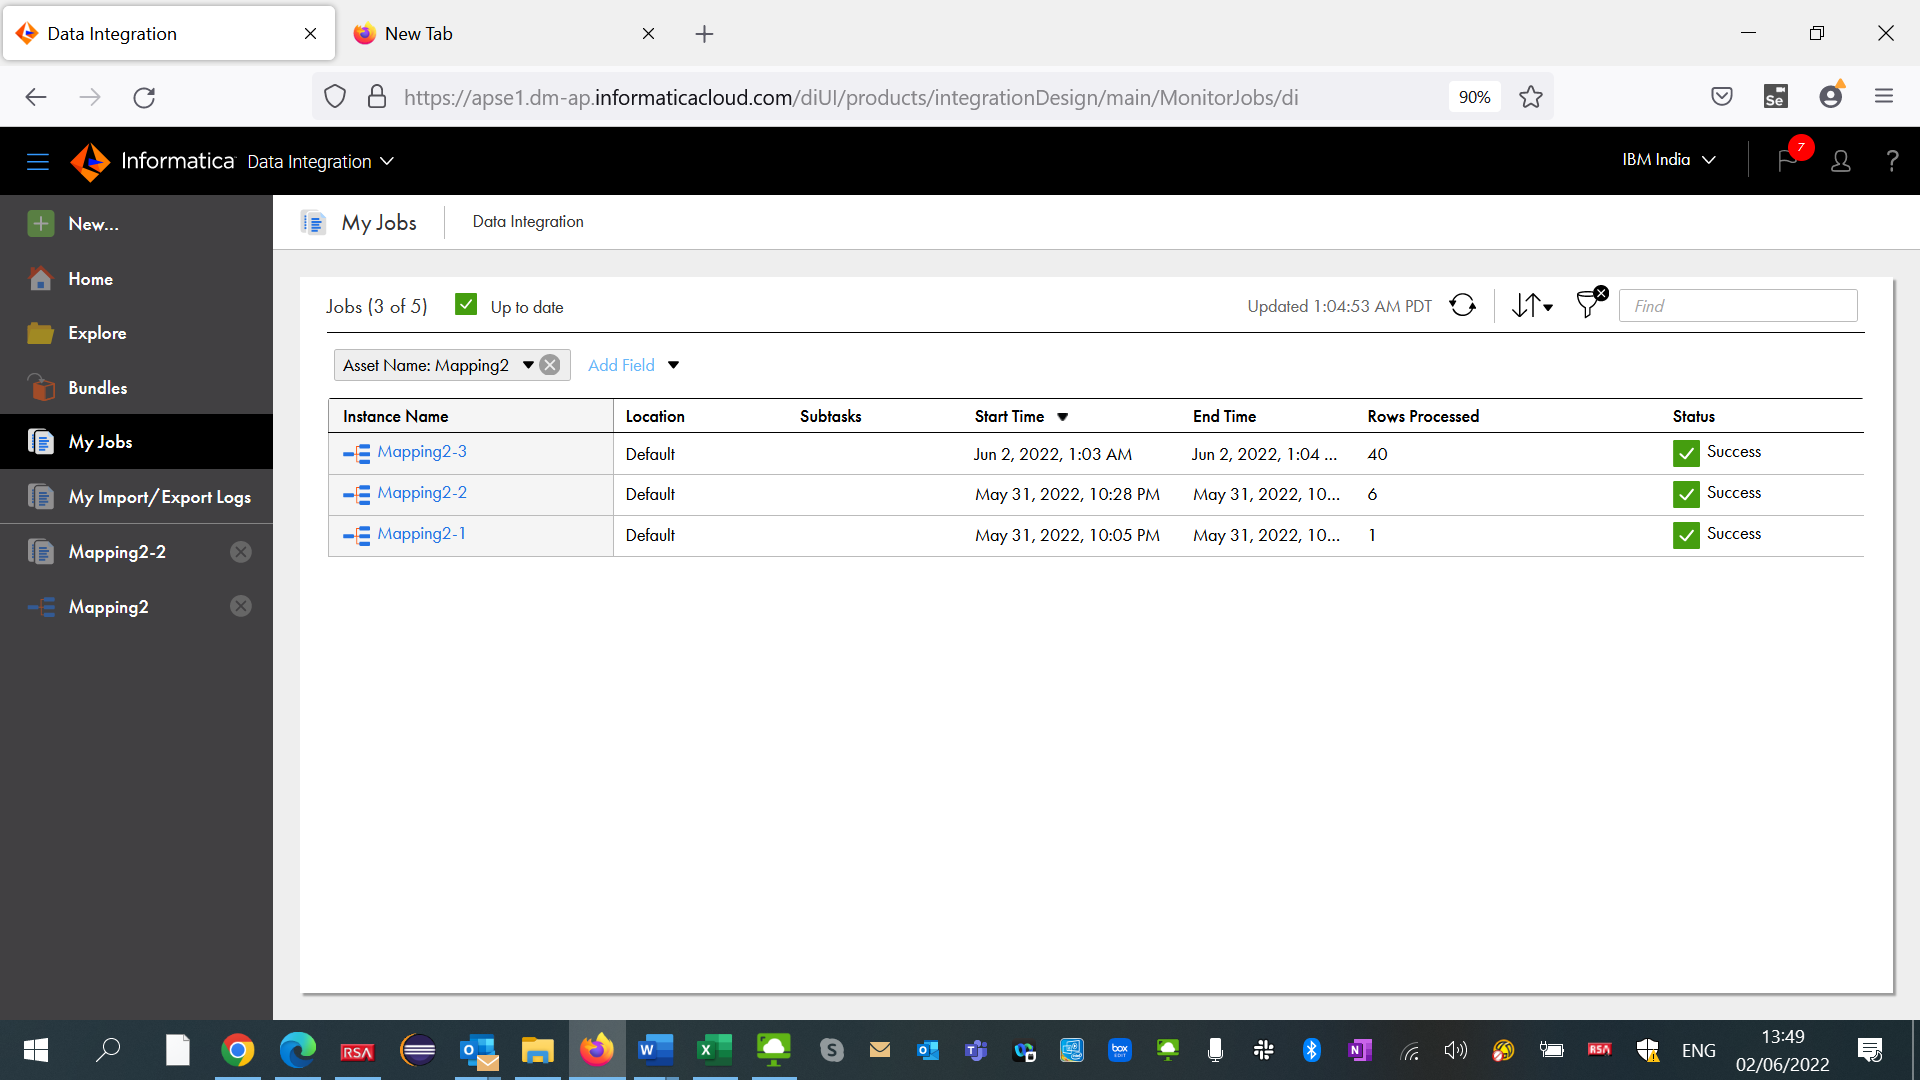 Data Integration
New Tab
https://apse1.dm-ap.informaticacloud.com/diUI/products/integrationDesign/main/MonitorJobs/di
90%
Se
Informatica Data Integration
IBM India
7
?
New...
Home
Explore
Bundles
My Jobs
My Import/Export Logs
Mapping2-2
Mapping2
My Jobs
Data Integration
Jobs (3 of 5)
Up to date
Updated 1:04:53 AM PDT
Find
Asset Name: Mapping2
Add Field
Instance Name Location Subtasks Start Time End Time Rows Processed Status
Mapping2-3 Default Jun 2, 2022, 1:03 AM Jun 2, 2022, 1:04 ... 40 Success
Mapping2-2 Default May 31, 2022, 10:28 PM May 31, 2022, 10... 6 Success
Mapping2-1 Default May 31, 2022, 10:05 PM May 31, 2022, 10... 1 Success
RSA
ENG
13:49
02/06/2022